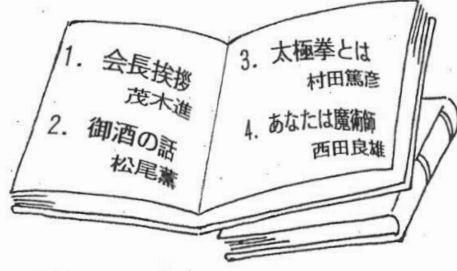 1. 会長挨拶
茂木進
2. 御酒の話
松尾薫
3. 太極拳とは
村田篤彦
4. あなたは魔術師
西田良雄